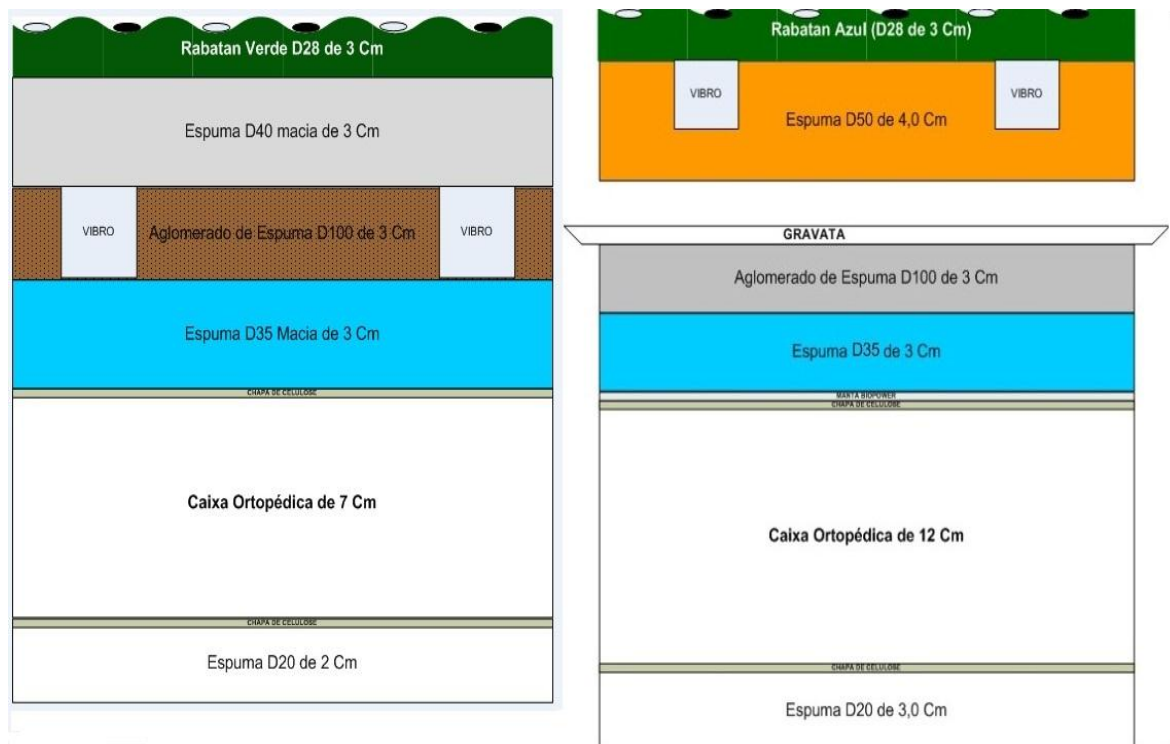 Rabatan Verde D28 de 3 Cm
Espuma D40 macia de 3 Cm
VIBRO
Aglomerado de Espuma D100 de 3 Cm
VIBRO
Espuma D35 Macia de 3 Cm
CHAPA DE CELULOSE
Caixa Ortopédica de 7 Cm
CHAPA DE CELULOSE
Espuma D20 de 2 Cm
Rabatan Azul (D28 de 3 Cm)
VIBRO
VIBRO
Espuma D50 de 4,0 Cm
GRAVATA
Aglomerado de Espuma D100 de 3 Cm
Espuma D35 de 3 Cm
MANTA BIOPOWER
CHAPA DE CELULOSE
Caixa Ortopédica de 12 Cm
CHAPA DE CELULOSE
Espuma D20 de 3,0 Cm